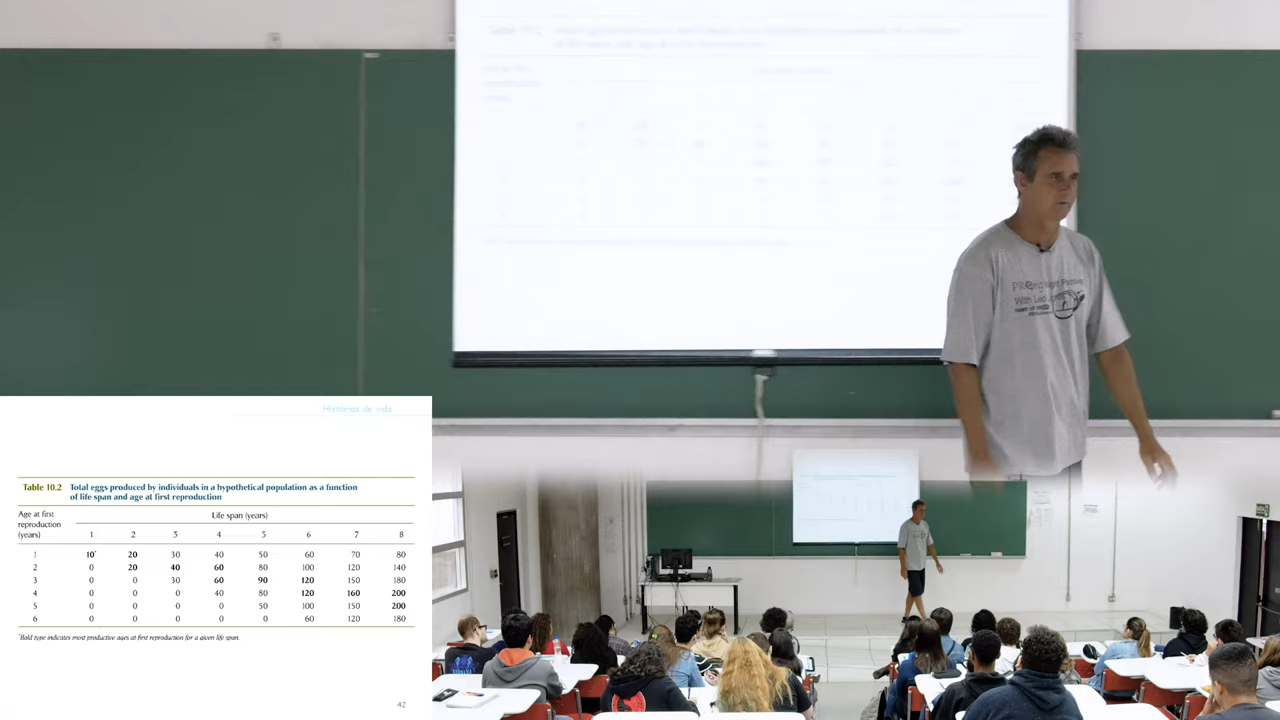 PREing Night Passing
With Leo
Histórias de vida
Table 10.2 Total eggs produced by individuals in a hypothetical population as a function
of life span and age at first reproduction
Age at first
reproduction
(years)
Life span (years)
1 2 3 4 5 6 7 8
1 10* 20 30 40 50 60 70 80
2 0 20 40 60 80 100 120 140
3 0 0 30 60 90 120 150 180
4 0 0 0 40 80 120 160 200
5 0 0 0 0 50 100 150 200
6 0 0 0 0 0 60 120 180
*Bold type indicates most productive ages at first reproduction for a given life span.
42